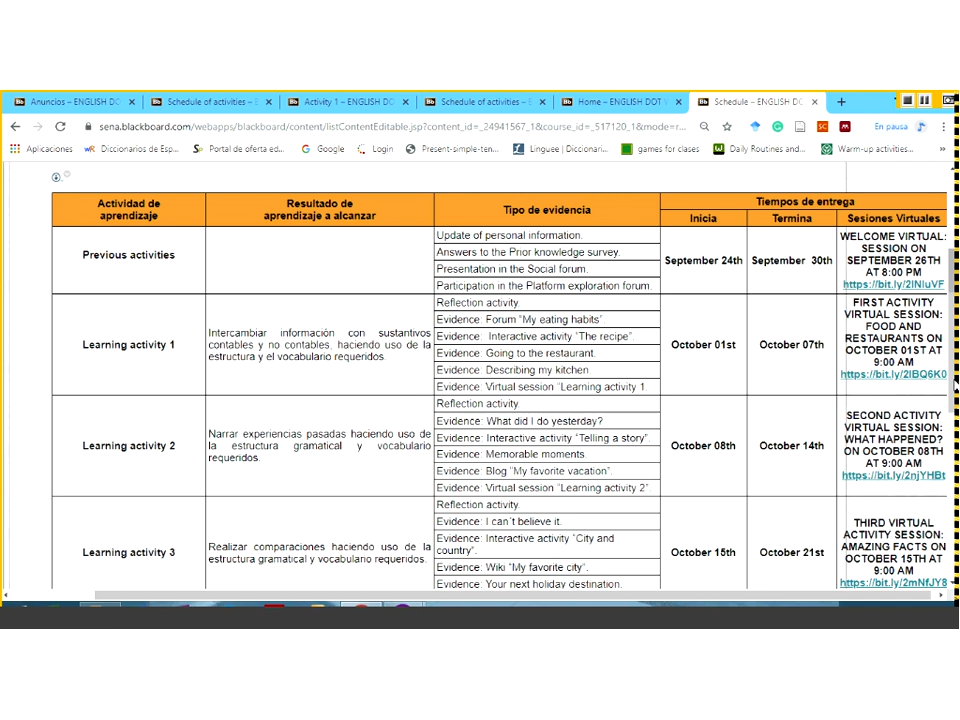 Anuncios – ENGLISH DO
Schedule of activities – E
Activity 1 – ENGLISH DO
Schedule of activities – E
Home – ENGLISH DOT V
Schedule – ENGLISH DO
sena.blackboard.com/webapps/blackboard/content/listContentEditable.jsp?content_id=_24941567_1&course_id=_517120_1&mode=r...
En pausa
Aplicaciones
Diccionarios de Esp...
Portal de oferta ed...
Google
Login
Present-simple-ten...
Linguee | Diccionari...
games for clases
Daily Routines and...
Warm-up activities...
Actividad de
aprendizaje
Resultado de
aprendizaje a alcanzar
Tipo de evidencia
Tiempos de entrega
Inicia
Termina
Sesiones Virtuales
Previous activities
Update of personal information.
Answers to the Prior knowledge survey.
Presentation in the Social forum.
Participation in the Platform exploration forum.
September 24th
September 30th
WELCOME VIRTUAL:
SESSION ON
SEPTEMBER 26TH
AT 8:00 PM
https://bit.ly/2INluVF
Learning activity 1
Intercambiar información con sustantivos
contables y no contables, haciendo uso de la
estructura y el vocabulario requeridos.
Reflection activity.
Evidence: Forum “My eating habits”.
Evidence: Interactive activity “The recipe”.
Evidence: Going to the restaurant.
Evidence: Describing my kitchen.
Evidence: Virtual session “Learning activity 1
October 01st
October 07th
FIRST ACTIVITY
VIRTUAL SESSION:
FOOD AND
RESTAURANTS ON
OCTOBER 01ST AT
9:00 AM
https://bit.ly/2IBQ6K0
Learning activity 2
Narrar experiencias pasadas haciendo uso de
la estructura gramatical y vocabulario
requeridos.
Reflection activity.
Evidence: What did I do yesterday?
Evidence: Interactive activity “Telling a story”.
Evidence: Memorable moments.
Evidence: Blog “My favorite vacation”.
Evidence: Virtual session “Learning activity 2”.
October 08th
October 14th
SECOND ACTIVITY
VIRTUAL SESSION:
WHAT HAPPENED?
ON OCTOBER 08TH
AT 9:00 AM
https://bit.ly/2njYHBt
Learning activity 3
Realizar comparaciones haciendo uso de la
estructura gramatical y vocabulario requeridos.
Reflection activity.
Evidence: I can´t believe it.
Evidence: Interactive activity “City and
country”.
Evidence: Wiki “My favorite city”.
Evidence: Your next holiday destination.
October 15th
October 21st
THIRD VIRTUAL
ACTIVITY SESSION:
AMAZING FACTS ON
OCTOBER 15TH AT
9:00 AM
https://bit.ly/2mNfJY8